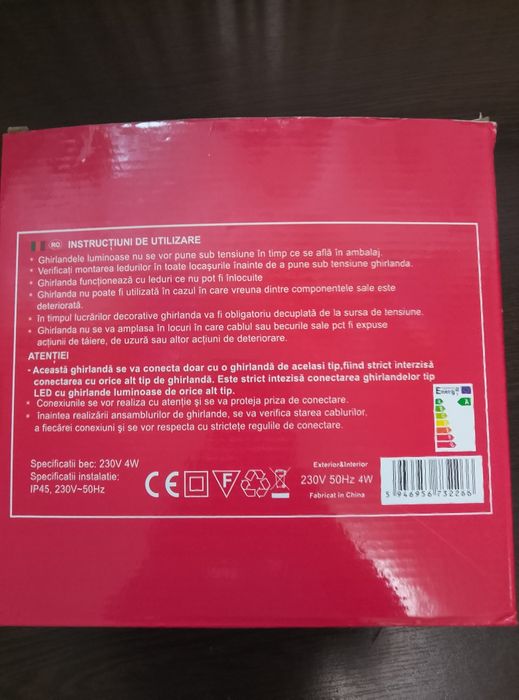 RO INSTRUCȚIUNI DE UTILIZARE
* Ghirlandele luminoase nu se vor pune sub tensiune în timp ce se află în ambalaj.
* Verificați montarea ledurilor în toate locașurile înainte de a pune sub tensiune ghirlanda.
* Ghirlanda funcționează cu leduri ce nu pot fi înlocuite
* Ghirlanda nu poate fi utilizată în cazul în care vreuna dintre componentele sale este
deteriorată.
* în timpul lucrărilor decorative ghirlanda va fi obligatoriu decuplată de la sursa de tensiune.
* Ghirlanda nu se va amplasa în locuri în care cablul sau becurile sale pct fi expuse
acțiunii de tăiere, de uzură sau altor acțiuni de deteriorare.
ATENȚIEI
- Această ghirlandă se va conecta doar cu o ghirlandă de acelasi tip,fiind strict interzisă
conectarea cu orice alt tip de ghirlandă. Este strict intezisă conectarea ghirlandelor tip
LED cu ghirlande luminoase de orice alt tip.
* Conexiunile se vor realiza cu atenție și se va proteja priza de conectare.
* înaintea realizării ansamblurilor de ghirlande, se va verifica starea cablurilor,
a fiecărei conexiuni și se vor respecta cu strictețe regulile de conectare.
A
Specificatii bec: 230V 4W
Specificatii instalatie:
IP45, 230V~50Hz
CE F
Exterior&Interior
230V 50Hz 4W
Fabricat in China
5 946956 732266